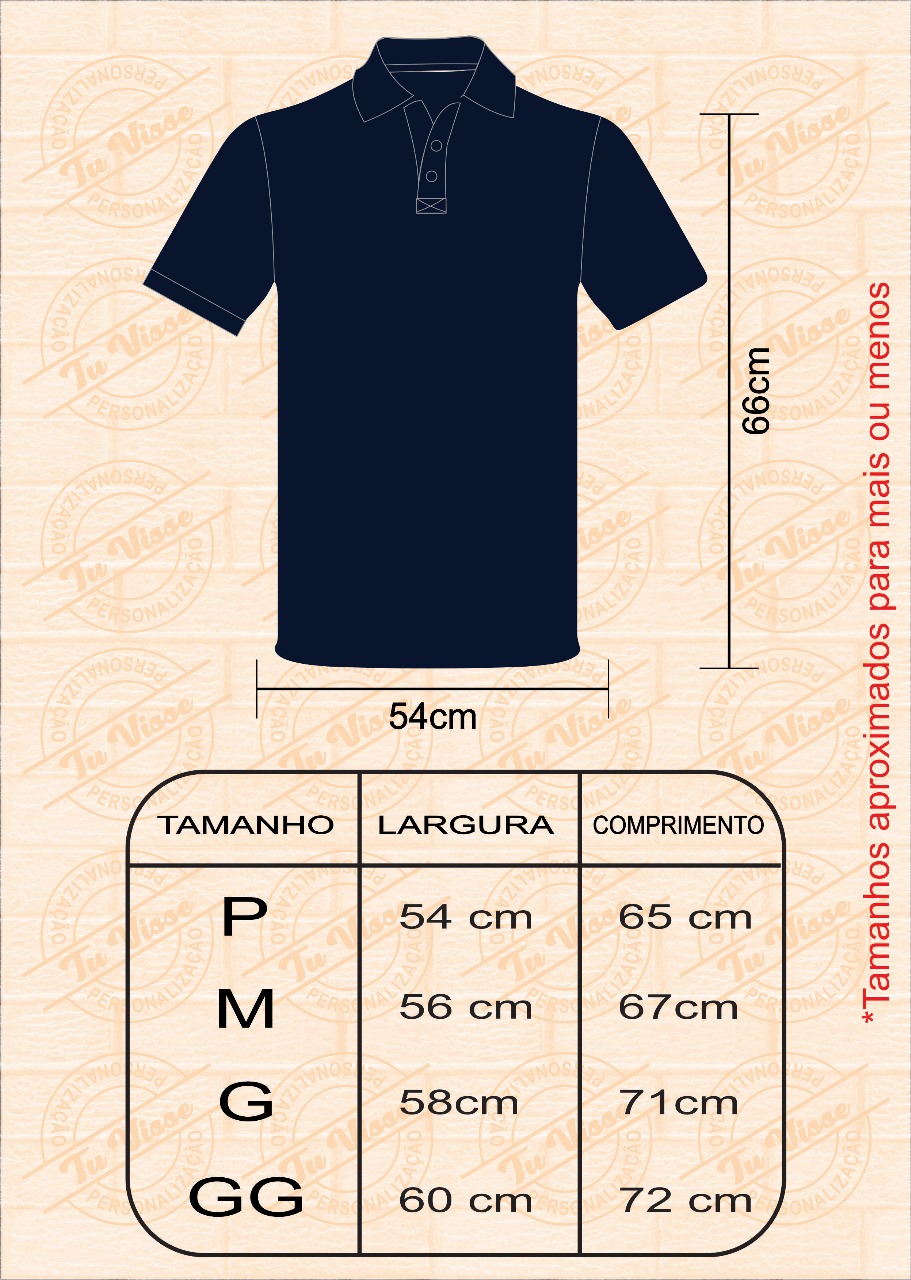 66cm
54cm
*Tamanhos aproximados para mais ou menos
TAMANHO LARGURA COMPRIMENTO
P 54 cm 65 cm
M 56 cm 67cm
G 58cm 71cm
GG 60 cm 72 cm
PERSONALIZAÇÃO
Tu Visse
PERSONALIZAÇÃO